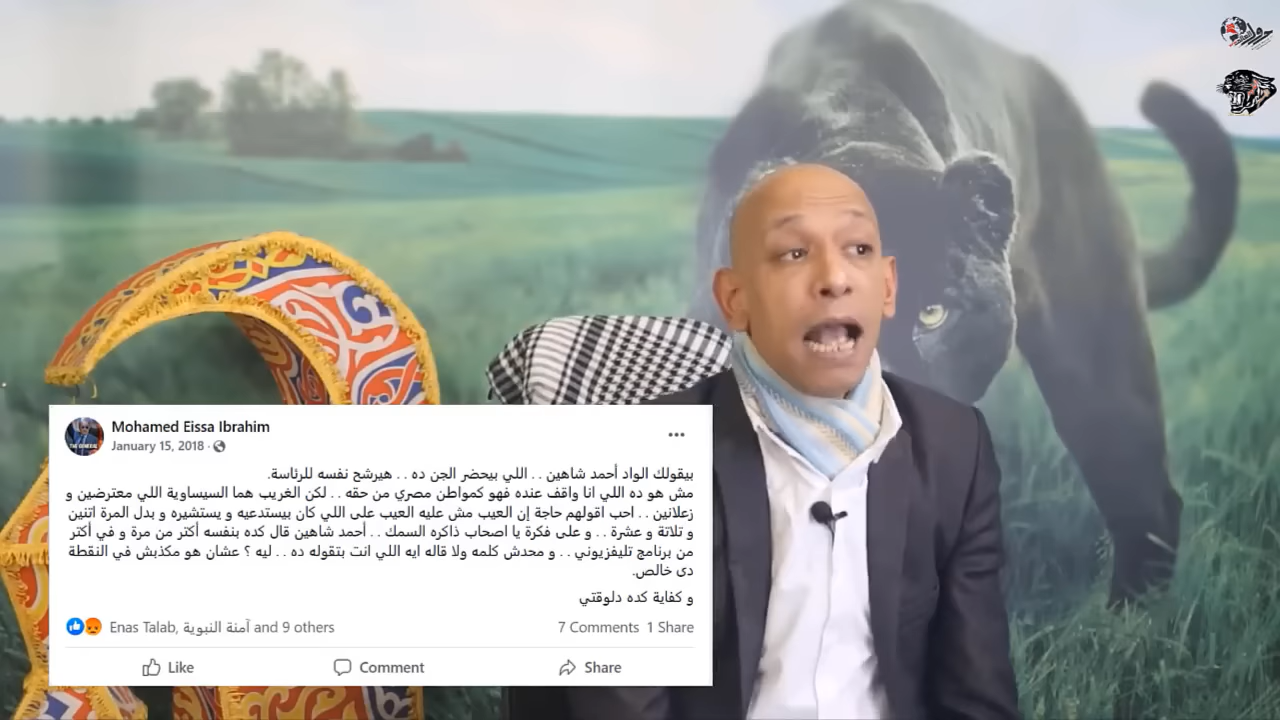 Mohamed Eissa Ibrahim
January 15, 2018
بيقولك الواد أحمد شاهين . . اللي بيحضر الجن ده . . هيرشح نفسه للرئاسة.
مش هو ده اللي انا واقف عنده فهو كمواطن مصري من حقه . . لكن الغريب هما السيساوية اللي معترضين و
زعلانين . . احب اقولهم حاجة إن العيب مش عليه العيب على اللي كان بيستدعيه و يستشيره و بدل المرة اتنين
و تلاتة و عشرة . . و على فكرة يا اصحاب ذاكره السمك . . أحمد شاهين قال كده بنفسه أكتر من مرة و في أكتر
من برنامج تليفزيوني . . و محدش كلمه ولا قاله ايه اللي انت بتقوله ده . . ليه ؟ عشان هو مكذبش في النقطة
دى خالص.
و كفاية كده دلوقتي
Enas Talab, آمنة النبوية and 9 others
7 Comments 1 Share
Like Comment Share